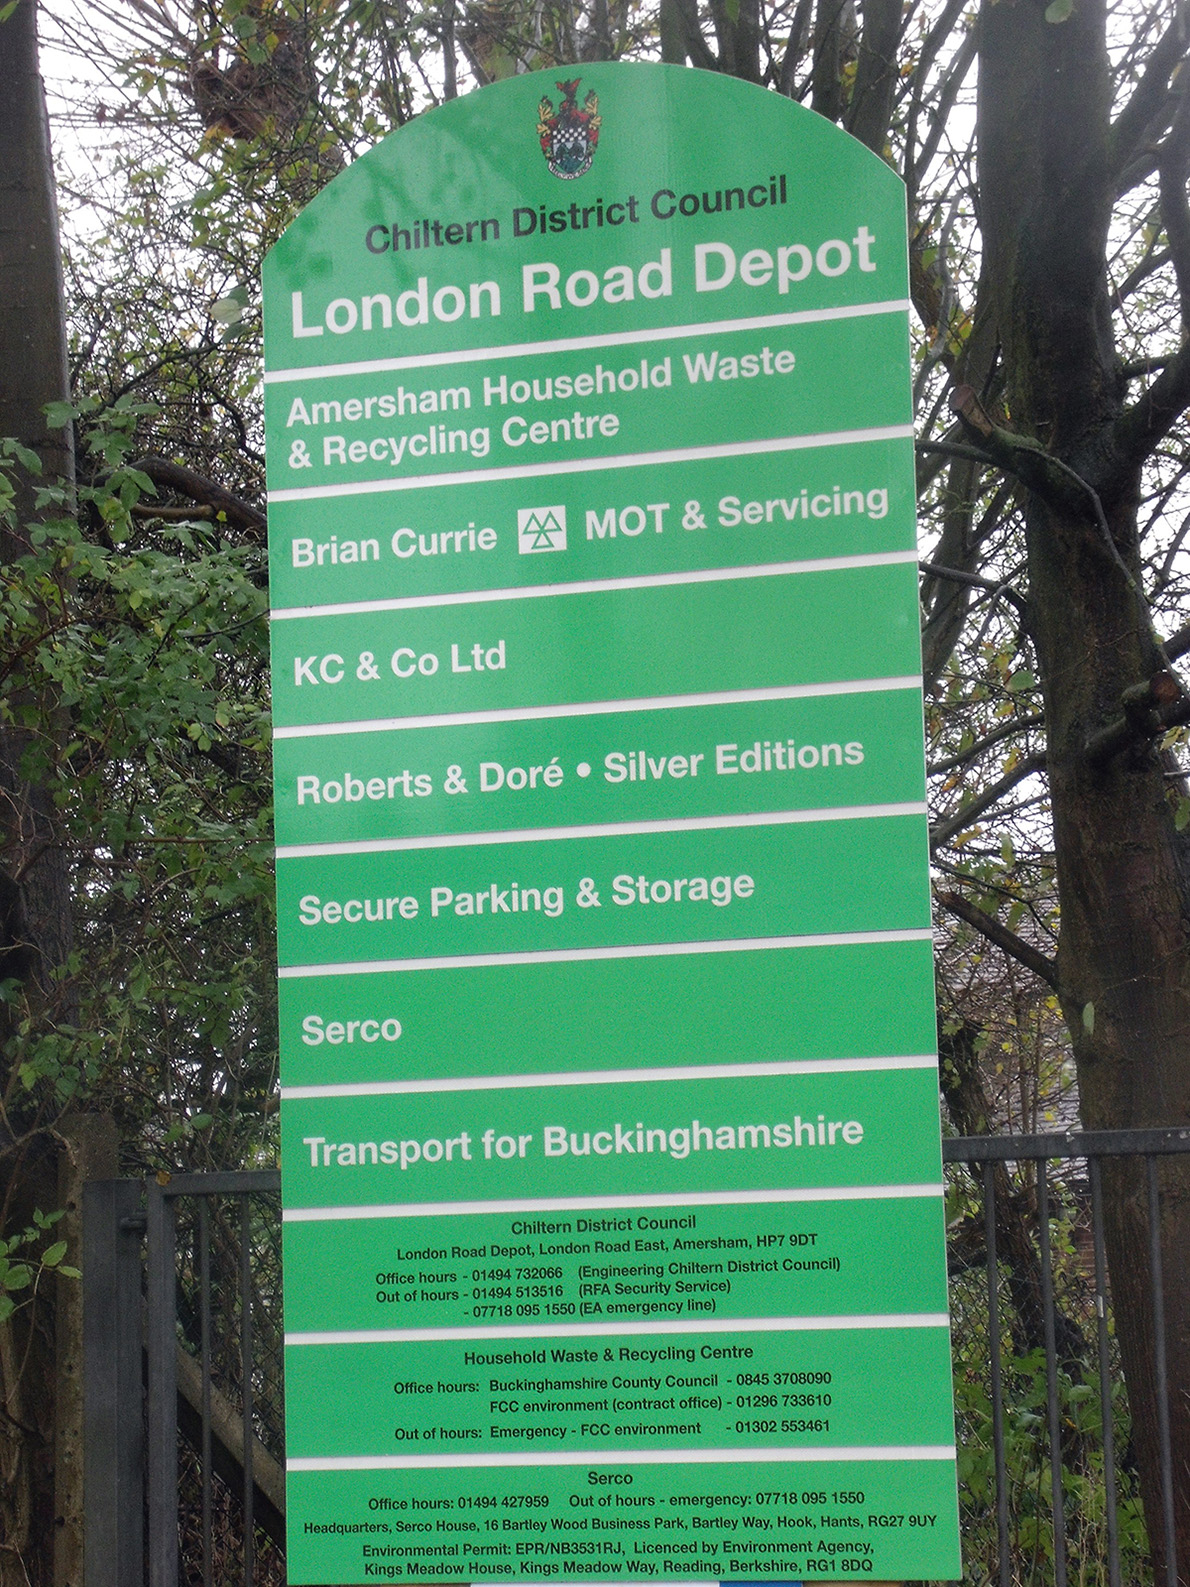 Chiltern District Council
London Road Depot
Amersham Household Waste
& Recycling Centre
Brian Currie MOT & Servicing
KC & Co Ltd
Roberts & Doré • Silver Editions
Secure Parking & Storage
Serco
Transport for Buckinghamshire
Chiltern District Council
London Road Depot, London Road East, Amersham, HP7 9DT
Office hours - 01494 732066 (Engineering Chiltern District Council)
Out of hours - 01494 513516 (RFA Security Service)
- 07718 095 1550 (EA emergency line)
Household Waste & Recycling Centre
Office hours: Buckinghamshire County Council - 0845 3708090
FCC environment (contract office) - 01296 733610
Out of hours: Emergency - FCC environment - 01302 553461
Serco
Office hours: 01494 427959 Out of hours - emergency: 07718 095 1550
Headquarters, Serco House, 16 Bartley Wood Business Park, Bartley Way, Hook, Hants, RG27 9UY
Environmental Permit: EPR/NB3531RJ, Licenced by Environment Agency,
Kings Meadow House, Kings Meadow Way, Reading, Berkshire, RG1 8DQ